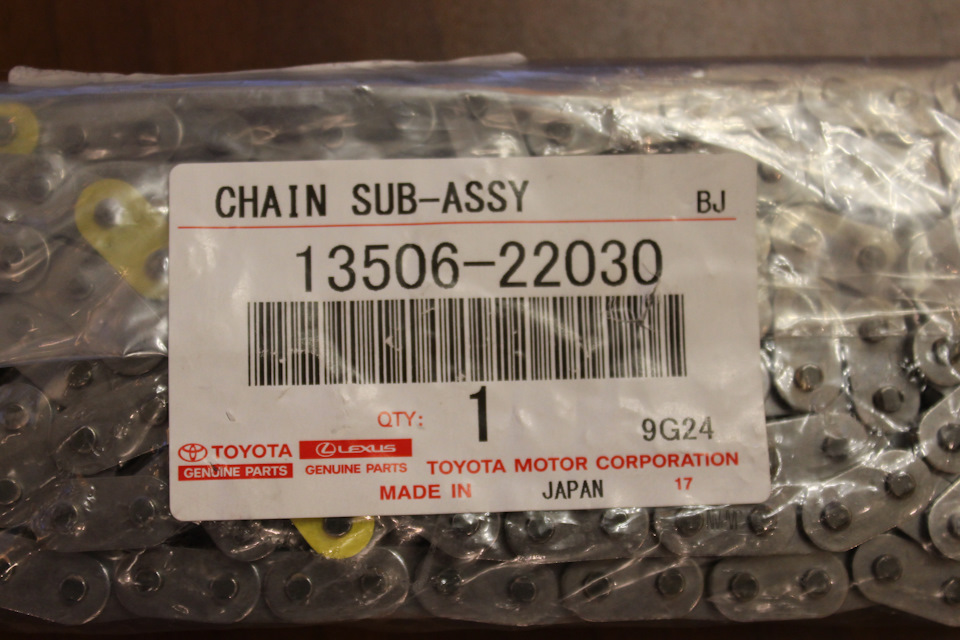 CHAIN SUB-ASSY BJ
13506-22030
QTY: 1 9G24
TOYOTA LEXUS
GENUINE PARTS GENUINE PARTS TOYOTA MOTOR CORPORATION
MADE IN JAPAN 17